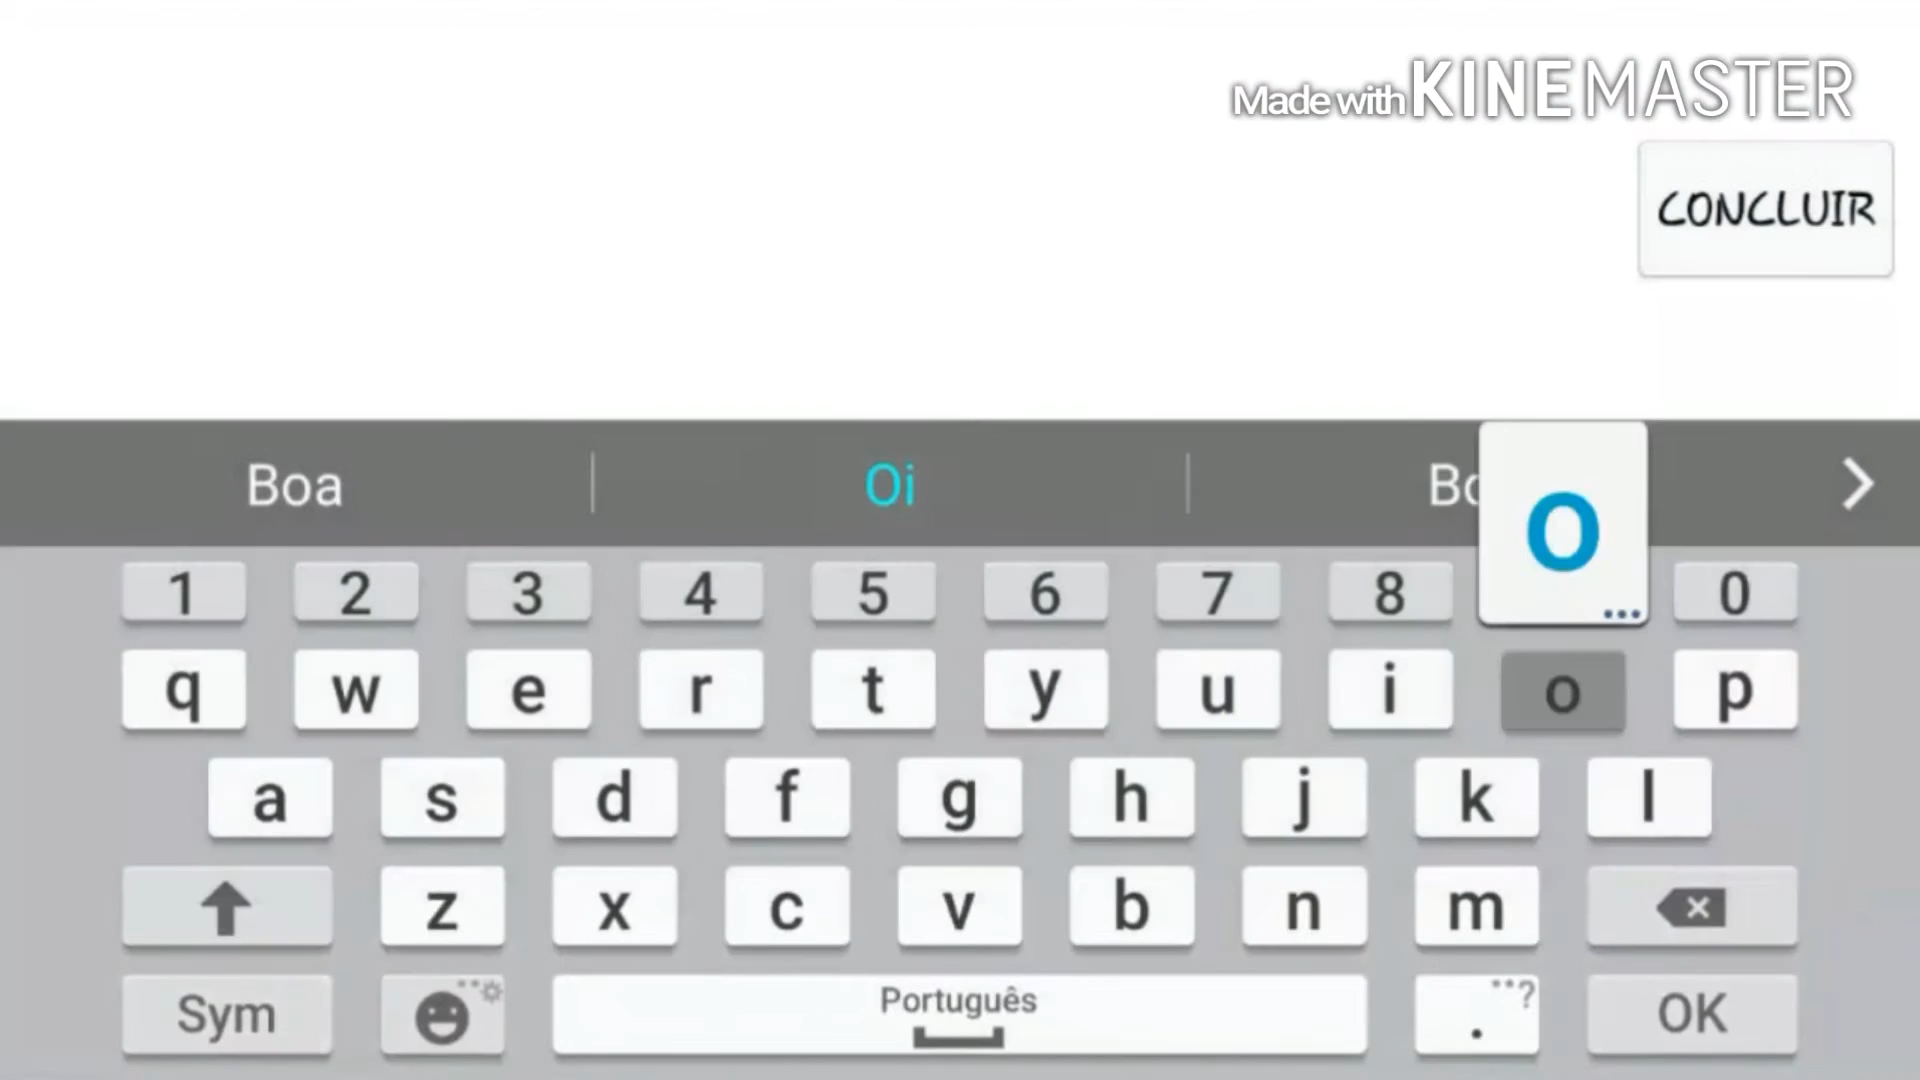 Made with KINEMASTER
CONCLUIR
Boa Oi
O
1 2 3 4 5 6 7 8 0
q w e r t y u i o p
a s d f g h j k l
z x c v b n m
Sym Português . ? OK